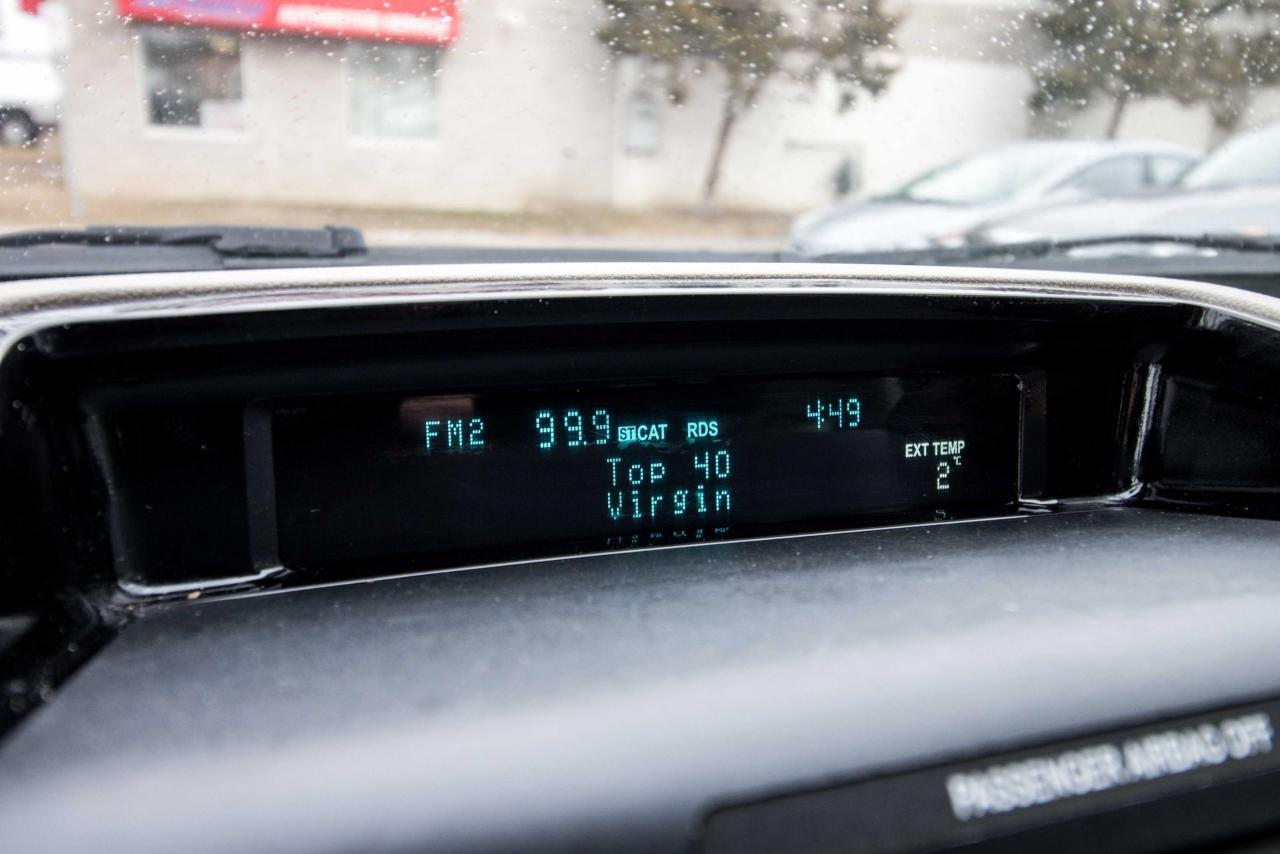 FM2 99.9 ST CAT RDS 4:49
Top 40
Virgin
EXT TEMP
2°C
PASSENGER AIRBAG OFF